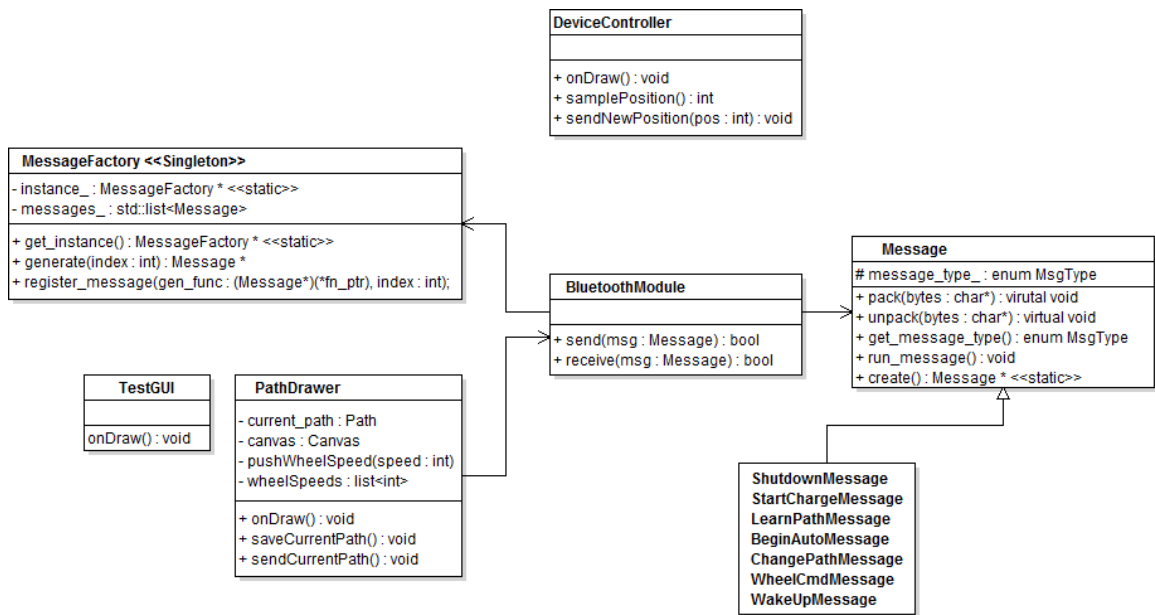 DeviceController
+ onDraw() : void
+ samplePosition() : int
+ sendNewPosition(pos : int) : void
MessageFactory <<Singleton>>
- instance_ : MessageFactory * <<static>>
- messages_ : std::list<Message>
+ get_instance() : MessageFactory * <<static>>
+ generate(index : int) : Message *
+ register_message(gen_func : (Message*)(*fn_ptr), index : int);
BluetoothModule
+ send(msg : Message) : bool
+ receive(msg : Message) : bool
Message
# message_type_ : enum MsgType
+ pack(bytes : char*) : virutal void
+ unpack(bytes : char*) : virtual void
+ get_message_type() : enum MsgType
+ run_message() : void
+ create() : Message * <<static>>
TestGUI
onDraw() : void
PathDrawer
- current_path : Path
- canvas : Canvas
- pushWheelSpeed(speed : int)
- wheelSpeeds : list<int>
+ onDraw() : void
+ saveCurrentPath() : void
+ sendCurrentPath() : void
ShutdownMessage
StartChargeMessage
LearnPathMessage
BeginAutoMessage
ChangePathMessage
WheelCmdMessage
WakeUpMessage